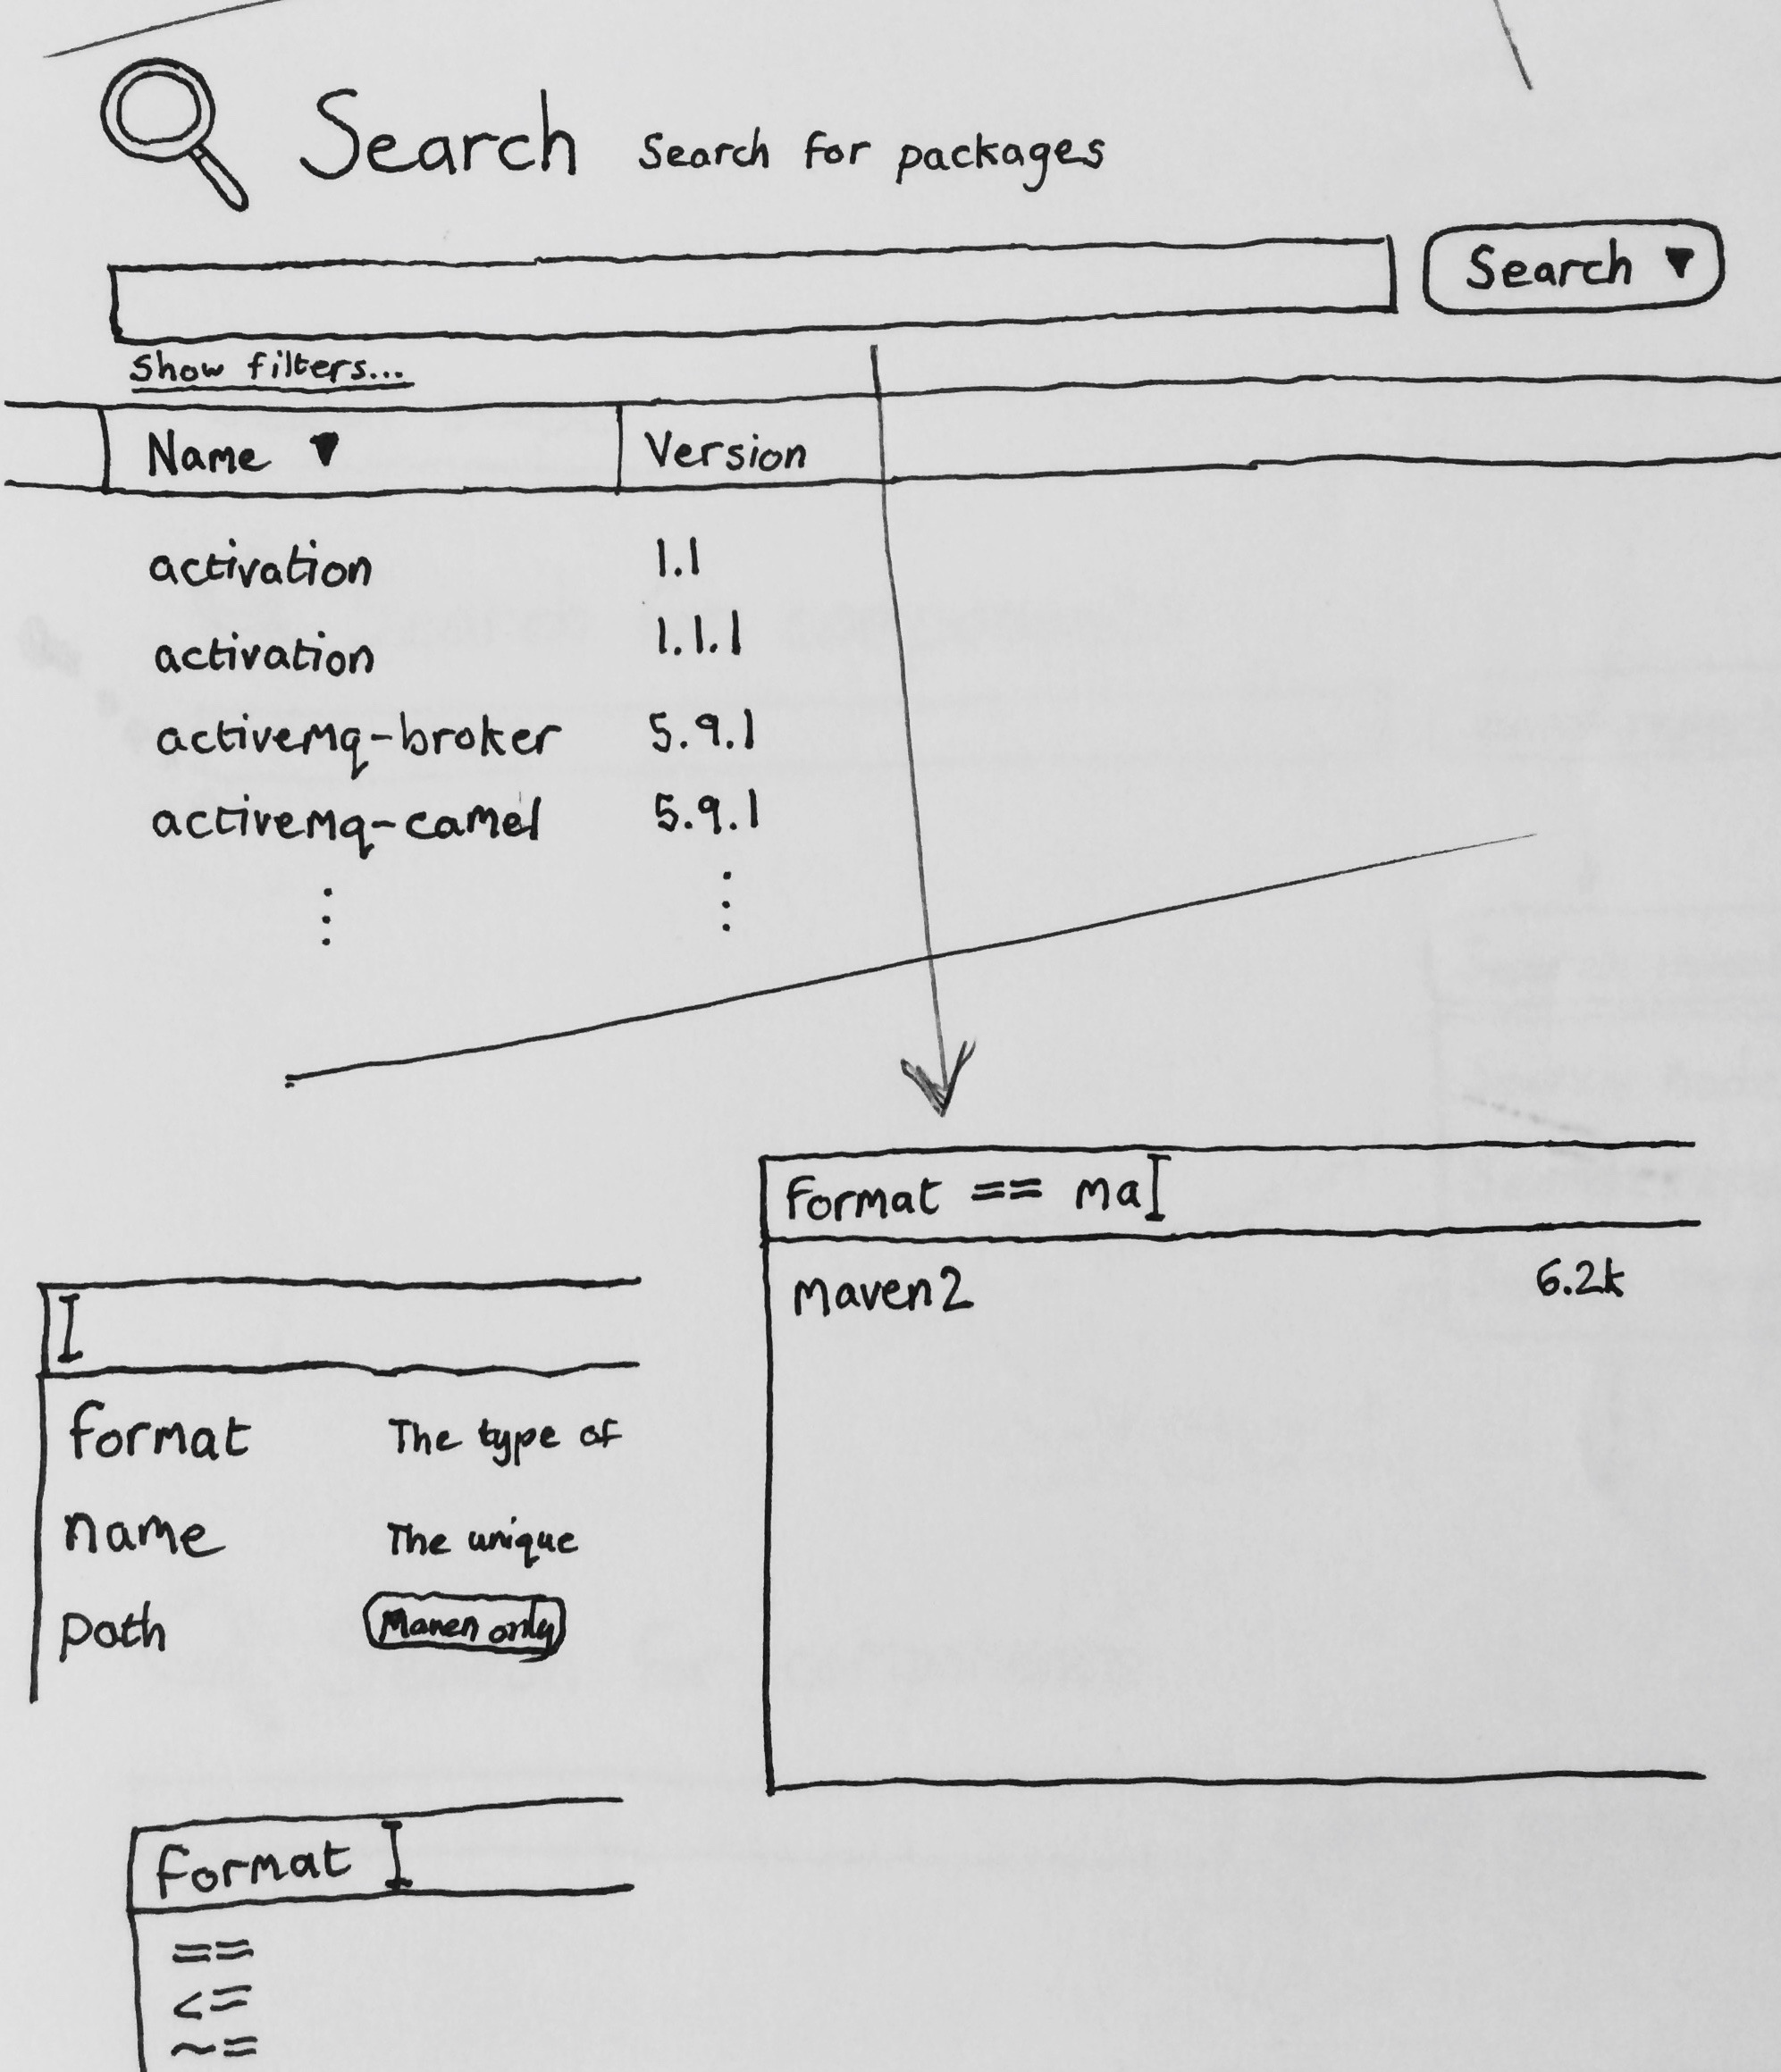 Search Search for packages
Search ▼
Show filters...
Name ▼ Version
activation 1.1
activation 1.1.1
activemq-broker 5.9.1
activemq-camel 5.9.1
⋮ ⋮
format == ma
maven2 6.2k
format The type of
name The unique
path Maven only
format
==
<=
~=